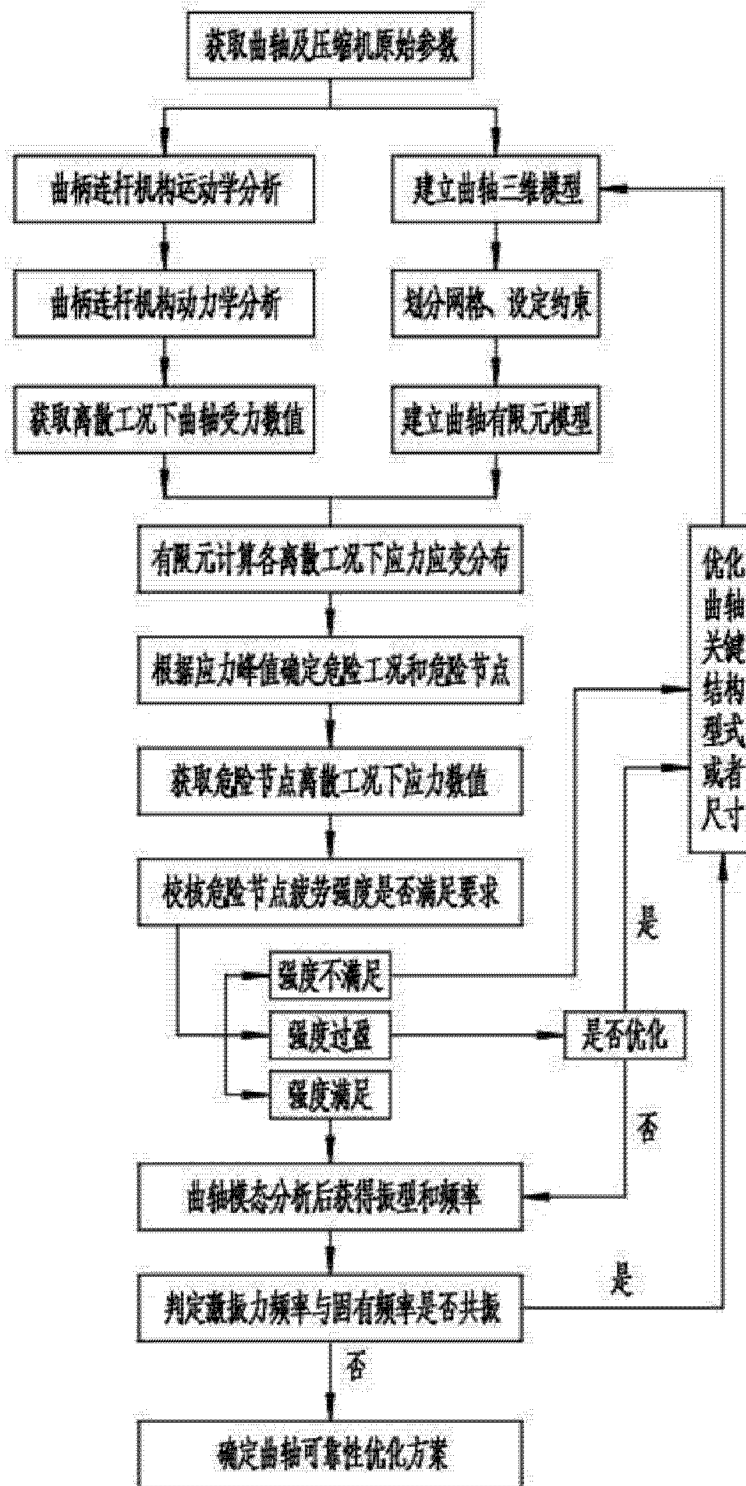 获取曲轴及压缩机原始参数
曲柄连杆机构运动学分析
建立曲轴三维模型
曲柄连杆机构动力学分析
划分网格、设定约束
获取离散工况下曲轴受力数值
建立曲轴有限元模型
有限元计算各离散工况下应力应变分布
根据应力峰值确定危险工况和危险节点
获取危险节点离散工况下应力数值
校核危险节点疲劳强度是否满足要求
优化
曲轴
关键
结构
型式
或者
尺寸
是
强度不满足
强度过盈
是否优化
强度满足
否
曲轴模态分析后获得振型和频率
判定激振力频率与固有频率是否共振
是
否
确定曲轴可靠性优化方案